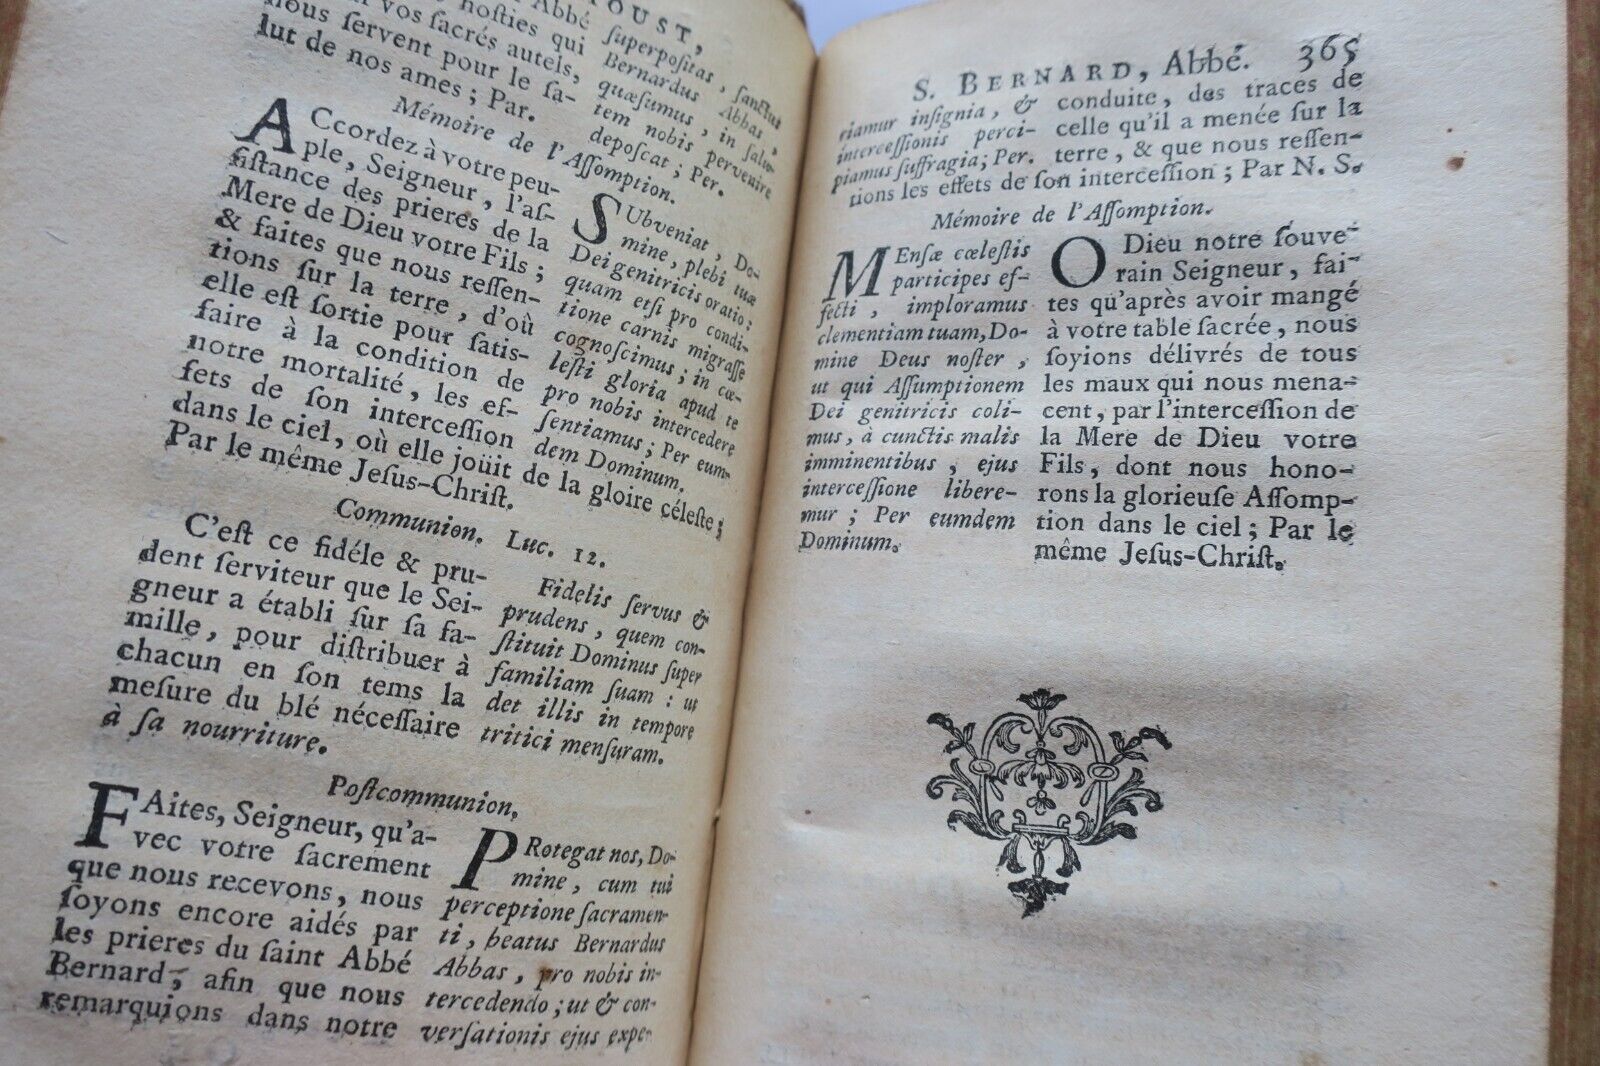 OUST,
hosties qui
vos sacrés autels,
nous servent pour le sa-
lut de nos ames ; Par.
Abbé
ſuperpoſitas, ſanctus
Bernardus Abbas,
quæſumus, in ſalu-
tem nobis pervenire
depoſcat ; Per.
Mémoire de l'Aſſomption.
ACcordez à votre peu-
ple, Seigneur, l'aſ-
ſiſtance des prieres de la
Mere de Dieu votre Fils ;
& faites que nous reſſen-
tions ſur la terre, d'où
elle eſt ſortie pour ſatis-
faire à la condition de
notre mortalité, les ef-
fets de ſon interceſſion
dans le ciel, où elle joüit de la gloire céleſte ;
Par le même Jeſus-Chriſt.
SUbveniat, Do-
mine, plebi tuæ
Dei genitricis oratio :
quam etſi pro condi-
tione carnis migraſſe
cognoſcimus ; in cœ-
leſti gloria apud te
pro nobis intercedere
ſentiamus ; Per eum-
dem Dominum.
Communion. Luc. 12.
C'eſt ce fidéle & pru-
dent ſerviteur que le Sei-
gneur a établi ſur ſa fa-
mille, pour diſtribuer à
chacun en ſon tems la
meſure du blé néceſſaire
à ſa nourriture.
Fidelis ſervus &
prudens, quem con-
ſtituit Dominus ſuper
familiam ſuam : ut
det illis in tempore
tritici menſuram.
Poſtcommunion,
FAites, Seigneur, qu'a-
vec votre ſacrement
que nous recevons, nous
ſoyons encore aidés par
les prieres du ſaint Abbé
Bernard, afin que nous
remarquions dans notre
PRotegat nos, Do-
mine, cum tui
perceptione ſacramen-
ti, beatus Bernardus
Abbas, pro nobis in-
tercedendo ; ut & con-
verſationis ejus expe-
S. BERNARD, Abbé. 365
riamur inſignia, &
interceſſionis perci-
piamus ſuffragia ; Per.
conduite, des traces de
celle qu'il a menée ſur la
terre, & que nous reſſen-
tions les effets de ſon interceſſion ; Par N. S.
Mémoire de l'Aſſomption.
MEnſæ cœleſtis
participes ef-
fecti, imploramus
clementiam tuam, Do-
mine Deus noſter,
ut qui Aſſumptionem
Dei genitricis coli-
mus, à cunctis malis
imminentibus, ejus
interceſſione libere-
mur ; Per eumdem
Dominum.
O Dieu notre ſouve-
rain Seigneur, fai-
tes qu'après avoir mangé
à votre table ſacrée, nous
ſoyions délivrés de tous
les maux qui nous mena-
cent, par l'interceſſion de
la Mere de Dieu votre
Fils, dont nous hono-
rons la glorieuſe Aſſomp-
tion dans le ciel ; Par le
même Jeſus-Chriſt.